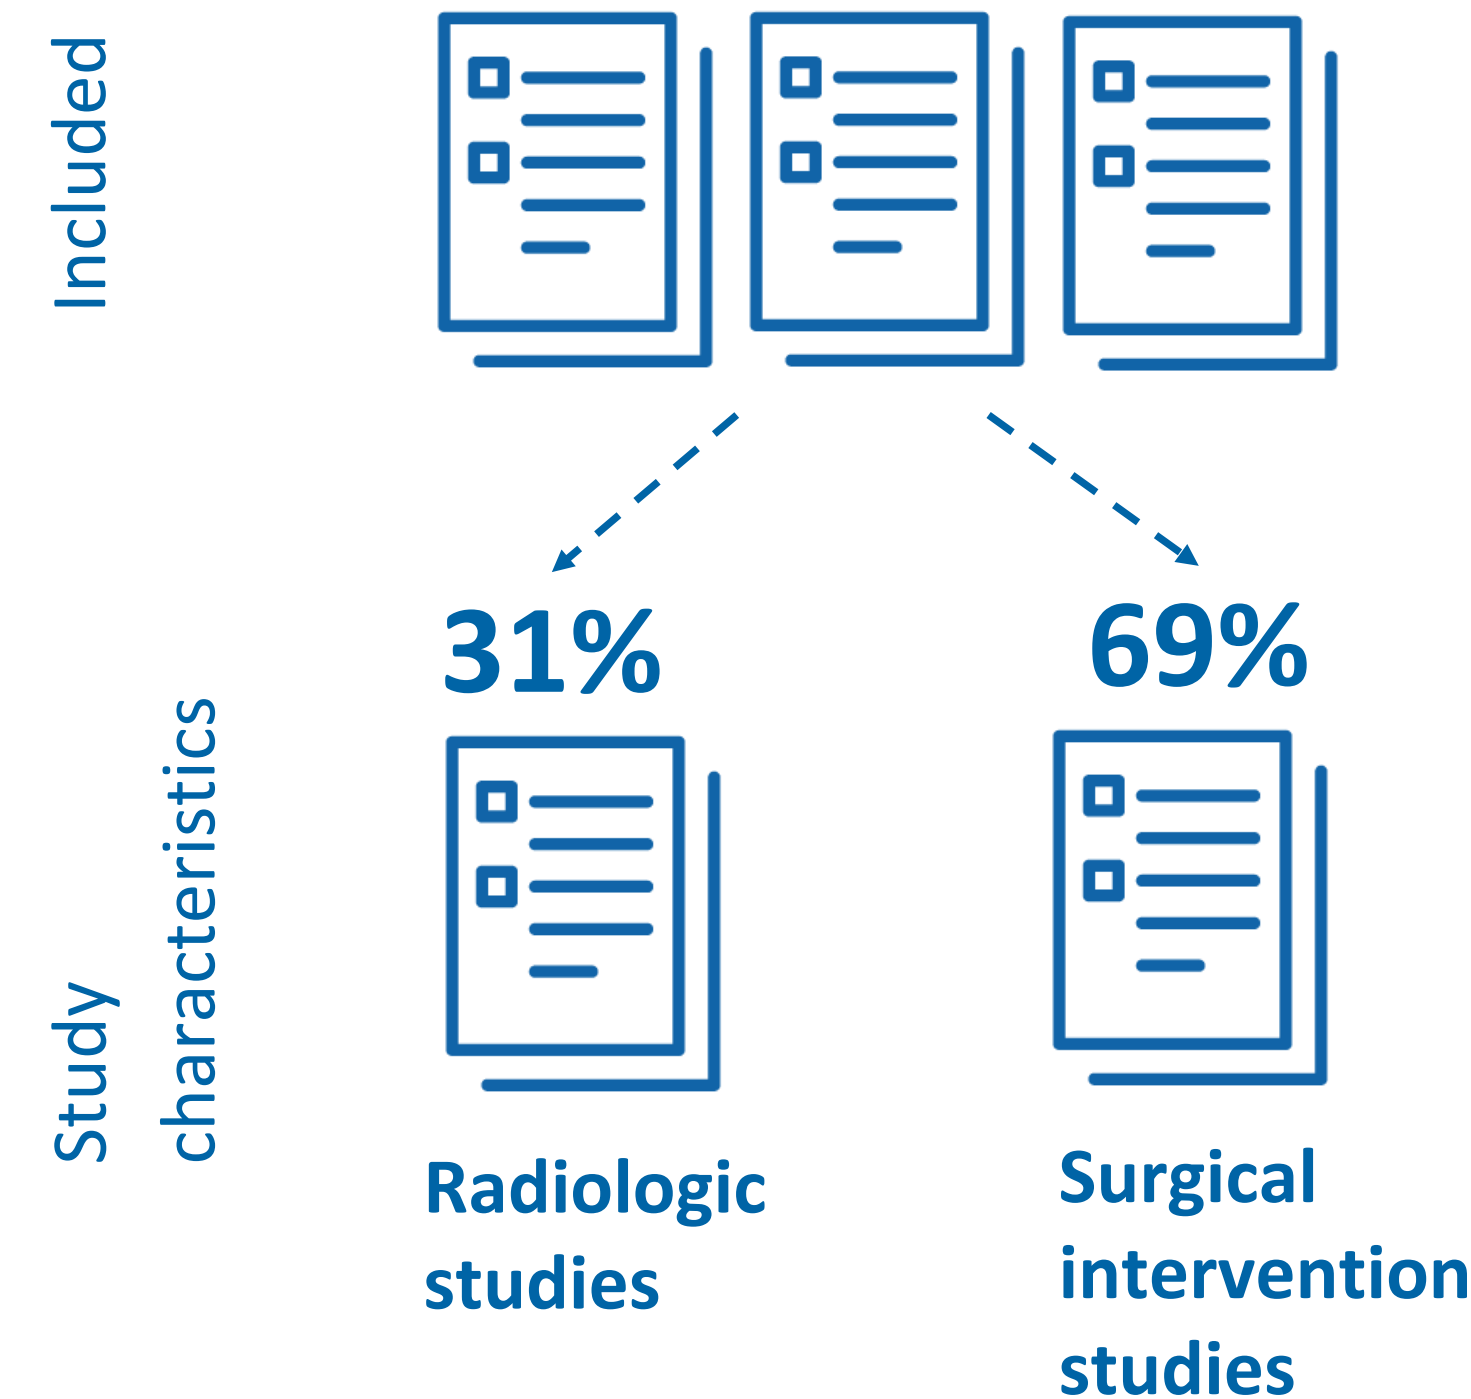 Included
31%
69%
Study
characteristics
Radiologic
studies
Surgical
intervention
studies